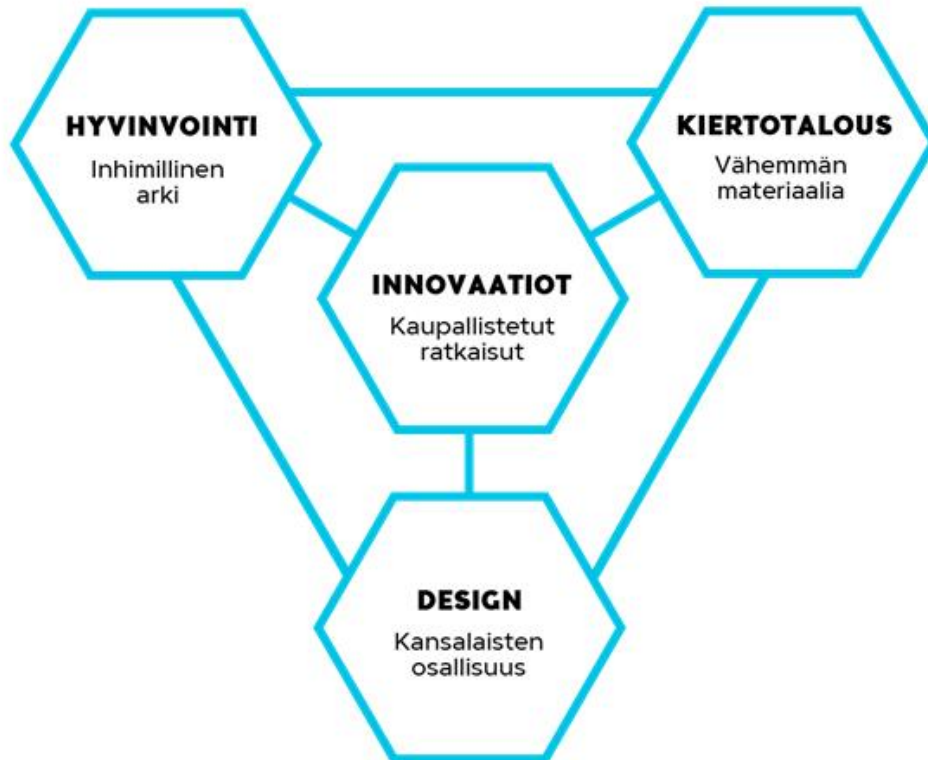 HYVINVOINTI
Inhimillinen
arki
KIERTOTALOUS
Vähemmän
materiaalia
INNOVAATIOT
Kaupallistetut
ratkaisut
DESIGN
Kansalaisten
osallisuus